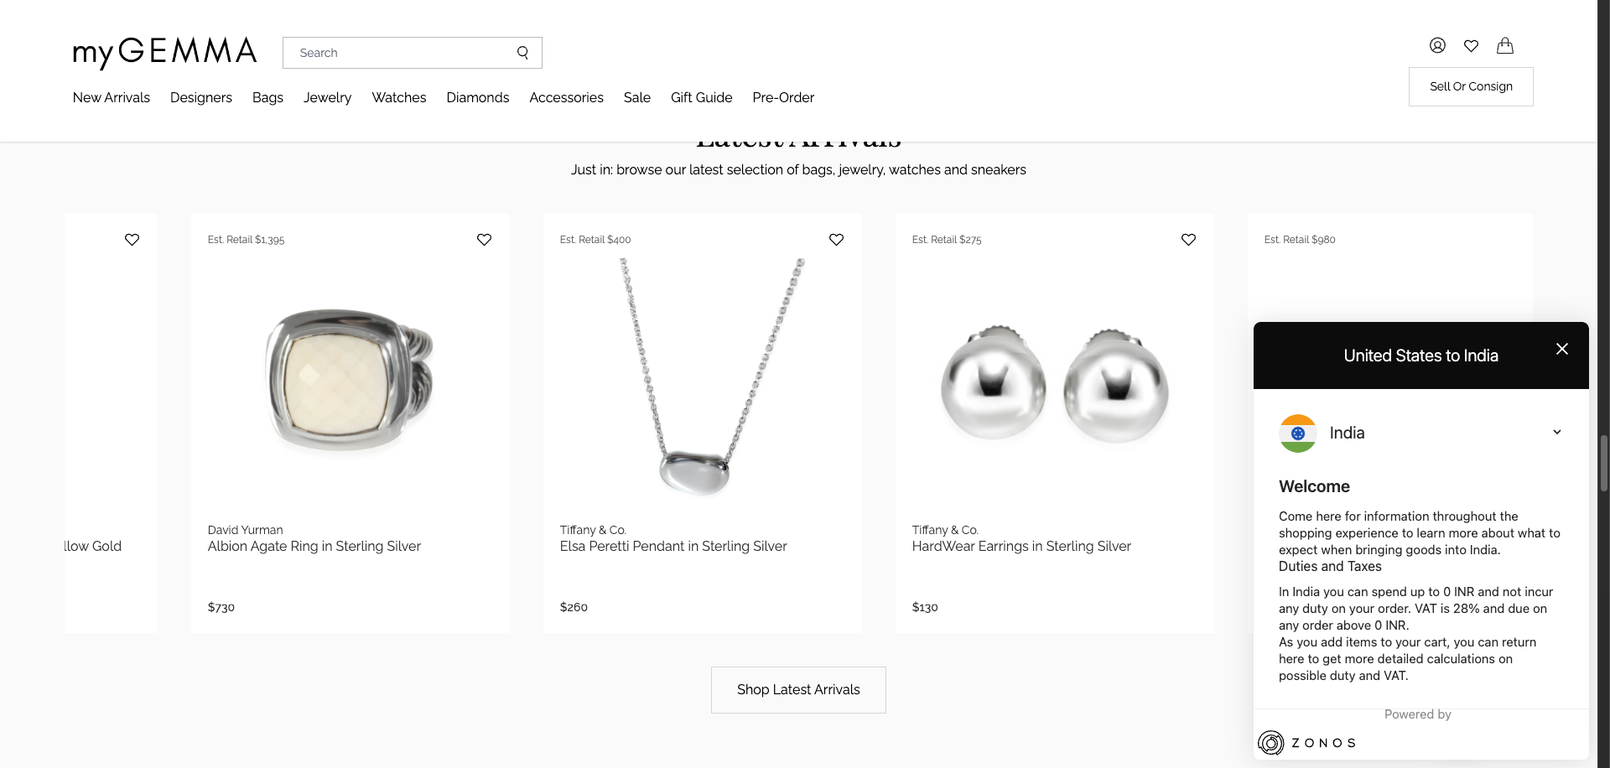 myGEMMA
Search
Sell Or Consign
New Arrivals Designers Bags Jewelry Watches Diamonds Accessories Sale Gift Guide Pre-Order
Latest Arrivals
Just in: browse our latest selection of bags, jewelry, watches and sneakers
llow Gold
Est. Retail $1,395
David Yurman
Albion Agate Ring in Sterling Silver
$730
Est. Retail $400
Tiffany & Co.
Elsa Peretti Pendant in Sterling Silver
$260
Est. Retail $275
Tiffany & Co.
HardWear Earrings in Sterling Silver
$130
Est. Retail $980
Shop Latest Arrivals
United States to India
India
Welcome
Come here for information throughout the
shopping experience to learn more about what to
expect when bringing goods into India.
Duties and Taxes
In India you can spend up to 0 INR and not incur
any duty on your order. VAT is 28% and due on
any order above 0 INR.
As you add items to your cart, you can return
here to get more detailed calculations on
possible duty and VAT.
Powered by
ZONOS